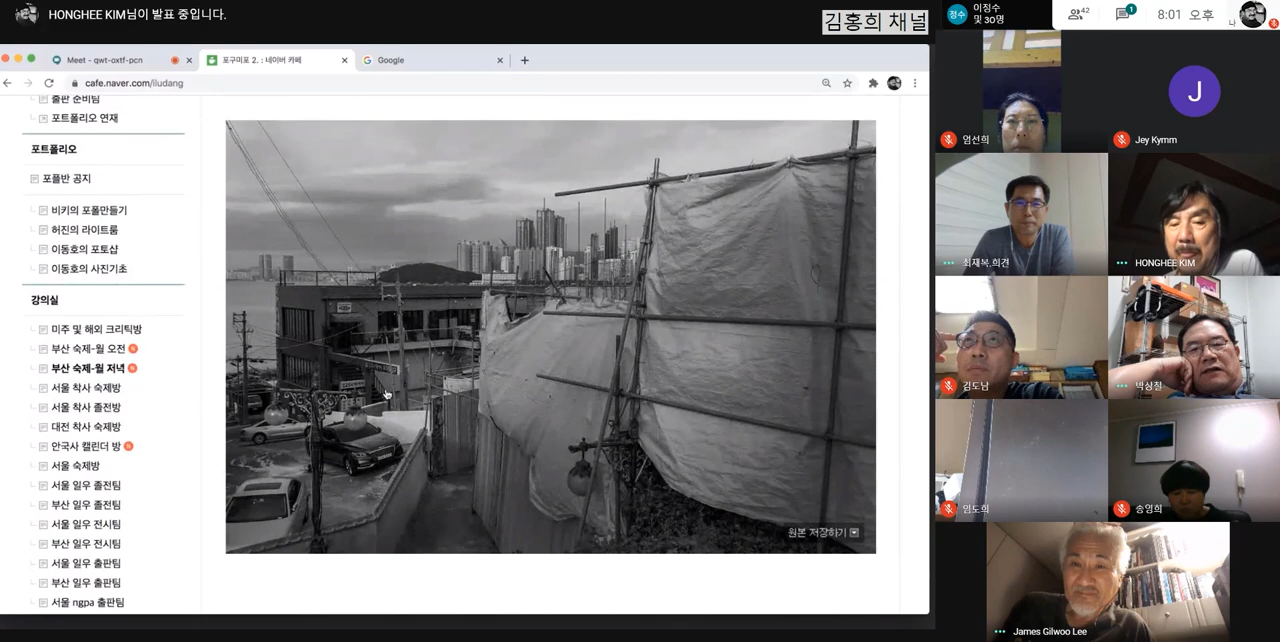 HONGHEE KIM님이 발표 중입니다.
김홍희 채널
정수
이정수
및 30명
42
1
8:01 오후
나
Meet - qwt-oxtf-pcn
포구미포 2. : 네이버 카페
Google
cafe.naver.com/iludang
출판 준비팀
포트폴리오 연재
포트폴리오
포폴반 공지
비키의 포폴만들기
허진의 라이트룸
이동호의 포토샵
이동호의 사진기초
강의실
미주 및 해외 크리틱방
부산 숙제-월 오전 N
부산 숙제-월 저녁 N
서울 착사 숙제방
서울 착사 졸전방
대전 착사 숙제방
안국사 캘린더 방 N
서울 숙제방
서울 일우 졸전팀
부산 일우 졸전팀
서울 일우 전시팀
부산 일우 전시팀
서울 일우 출판팀
부산 일우 출판팀
서울 ngpa 출판팀
원본 저장하기
엄선희
J
Jey Kymm
최재복.희견
HONGHEE KIM
김도남
박상철
임도희
송영희
James Gilwoo Lee